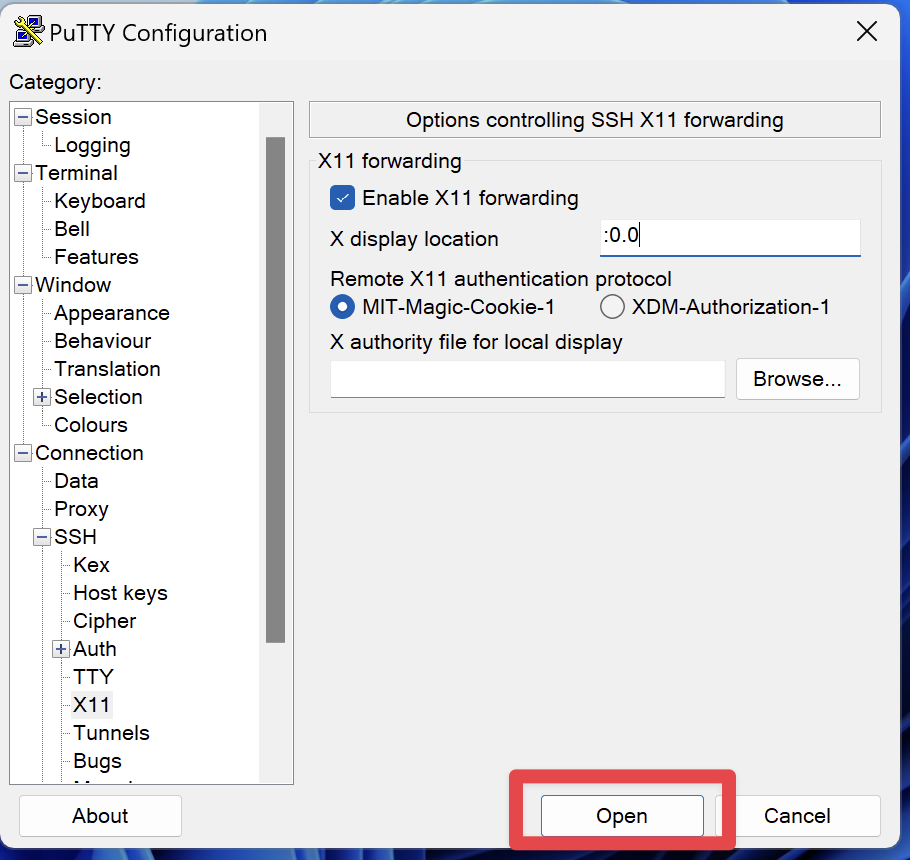 PuTTY Configuration
Category:
Session
Logging
Terminal
Keyboard
Bell
Features
Window
Appearance
Behaviour
Translation
Selection
Colours
Connection
Data
Proxy
SSH
Kex
Host keys
Cipher
Auth
TTY
X11
Tunnels
Bugs
Options controlling SSH X11 forwarding
X11 forwarding
Enable X11 forwarding
X display location :0.0
Remote X11 authentication protocol
MIT-Magic-Cookie-1 XDM-Authorization-1
X authority file for local display
Browse...
About Open Cancel